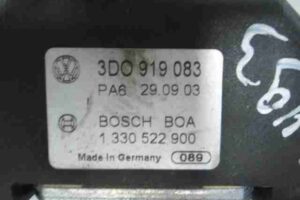 3D0 919 083
PA6 29.09.03
BOSCH BOA
1 330 522 900
Made in Germany 089